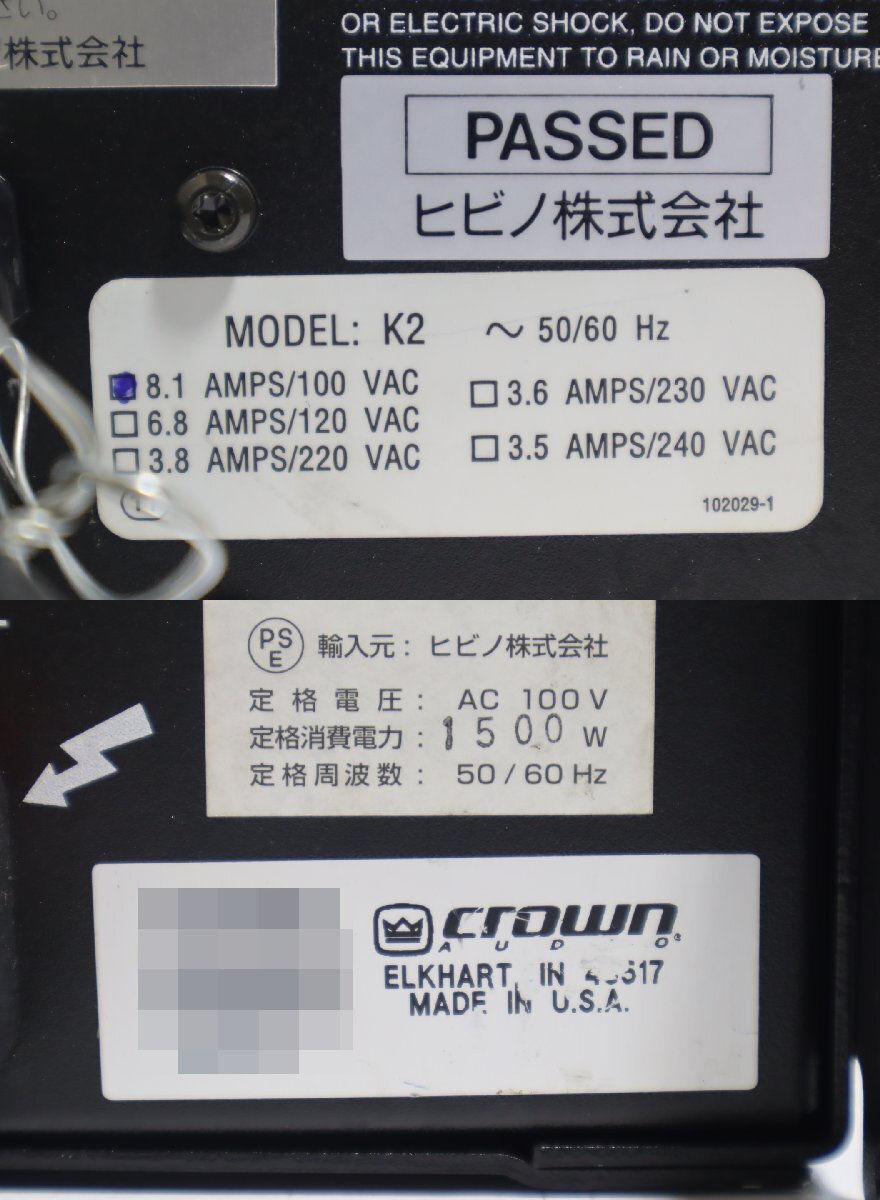 さい。
株式会社
OR ELECTRIC SHOCK, DO NOT EXPOSE
THIS EQUIPMENT TO RAIN OR MOISTURE
PASSED
ヒビノ株式会社
MODEL: K2 ～ 50/60 Hz
8.1 AMPS/100 VAC
6.8 AMPS/120 VAC
3.8 AMPS/220 VAC
3.6 AMPS/230 VAC
3.5 AMPS/240 VAC
102029-1
PSE 輸入元： ヒビノ株式会社
定格電圧： AC 100V
定格消費電力： 1500 W
定格周波数： 50/60 Hz
crown
AUDIO®
ELKHART, IN
MADE IN U.S.A.